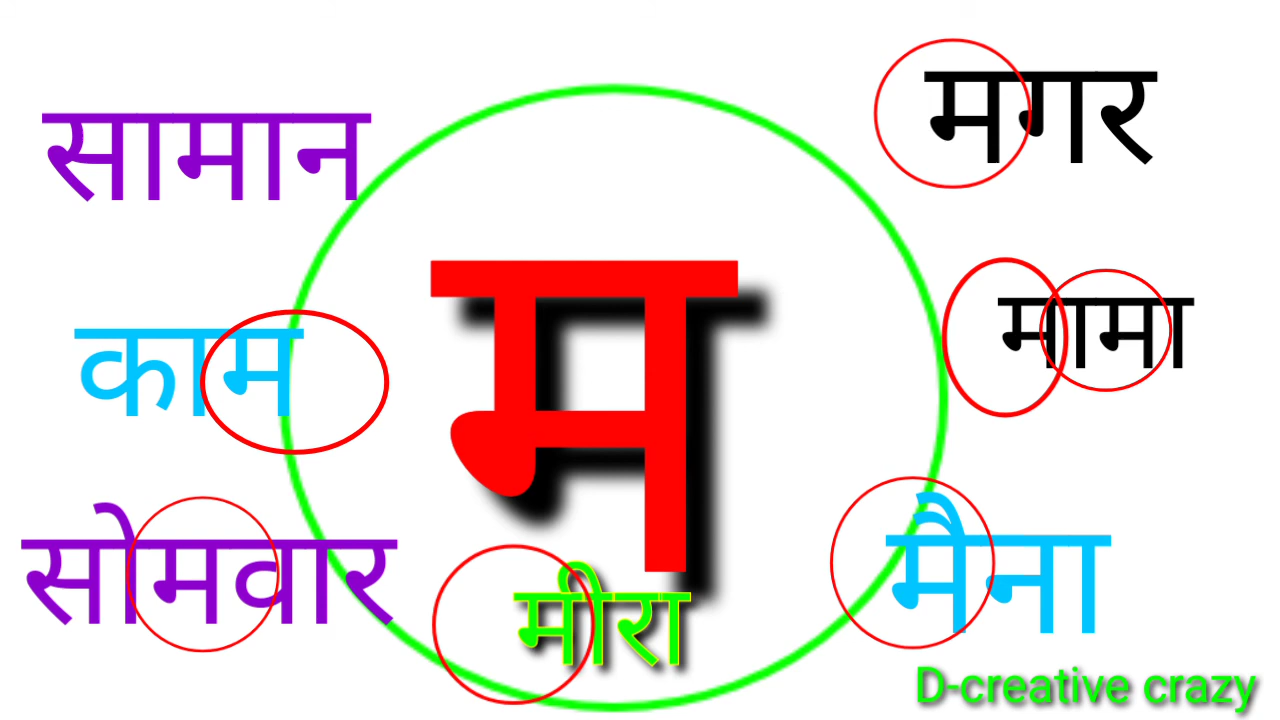 सामान
मगर
काम
म
मामा
सोमवार
मीरा
मैना
D-creative crazy